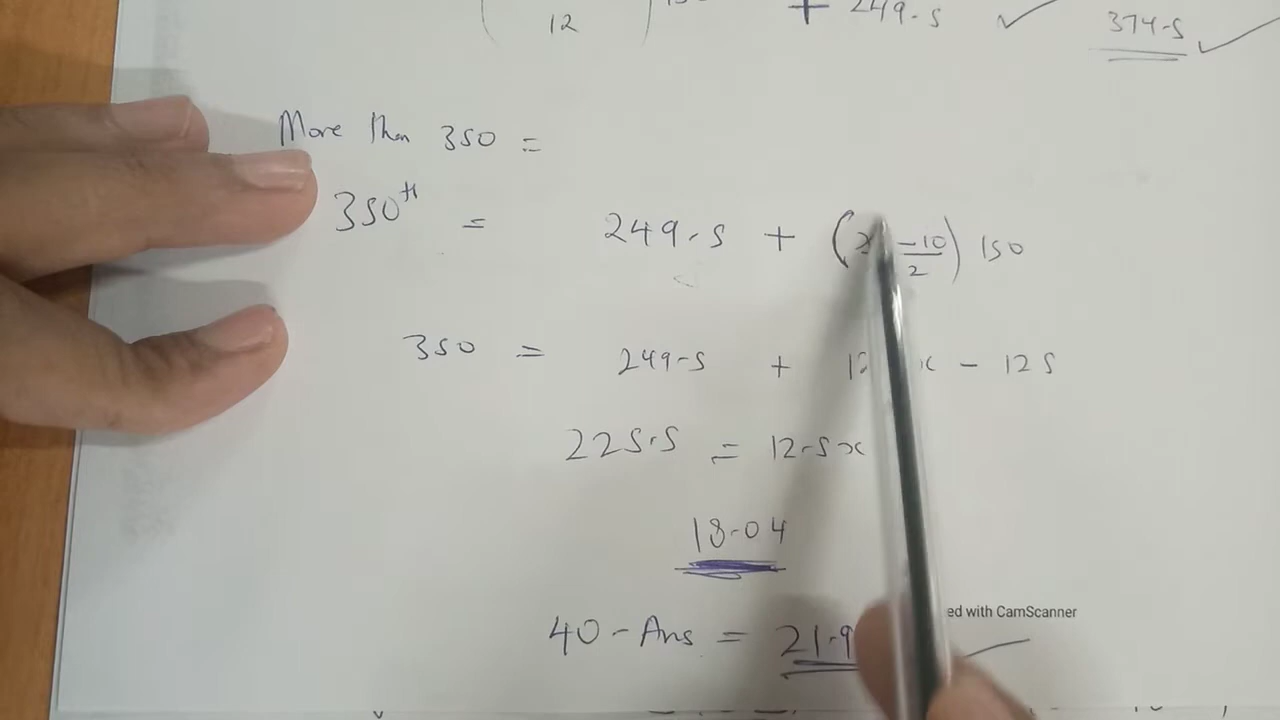 12 + 249.5 374.5
More than 350 =
350th = 249.5 + (x - 10 / 2) 150
350 = 249.5 + x - 125
225.5 = 12.5x
18.04
ed with CamScanner
40 - Ans = 21.9